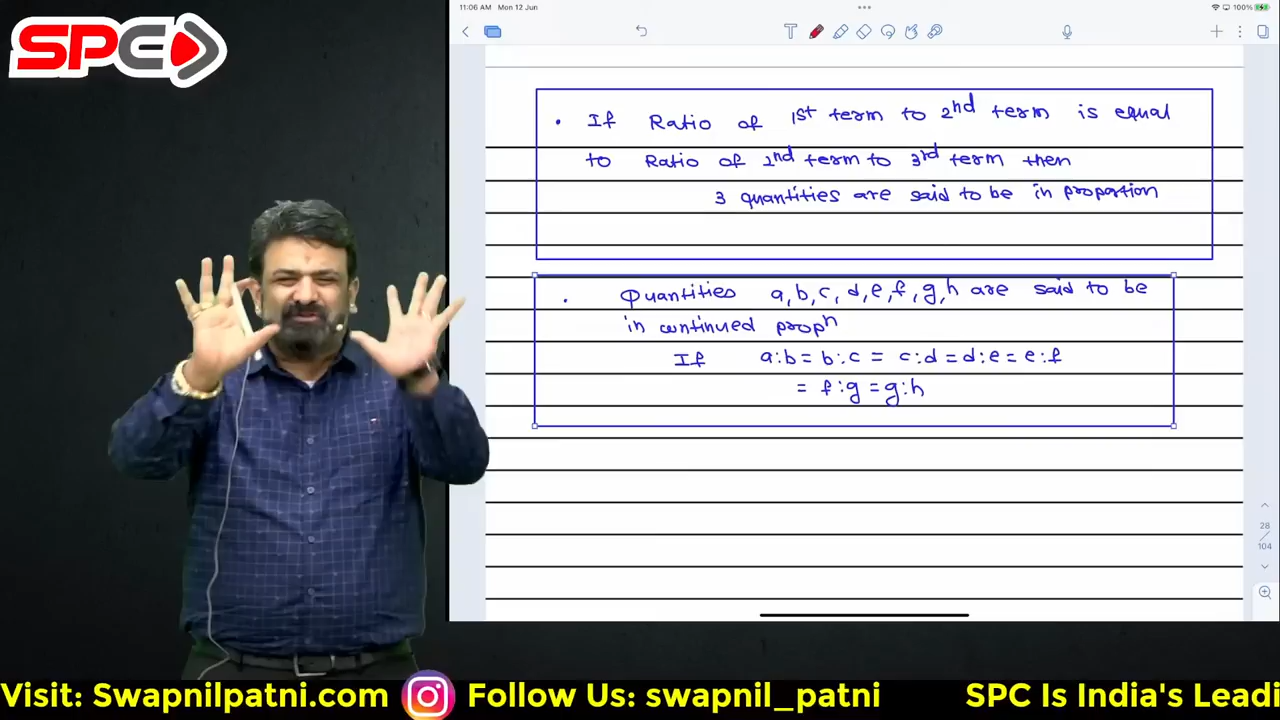 11:06 AM Mon 12 Jun
100%
SPC
T
• If Ratio of 1st term to 2nd term is equal
to Ratio of 2nd term to 3rd term then
3 quantities are said to be in proportion
. Quantities a,b,c,d,e,f,g,h are said to be
in continued propn
If a:b = b:c = c:d = d:e = e:f
= f:g = g:h
28
104
Visit: Swapnilpatni.com Follow Us: swapnil_patni SPC Is India's Leadi